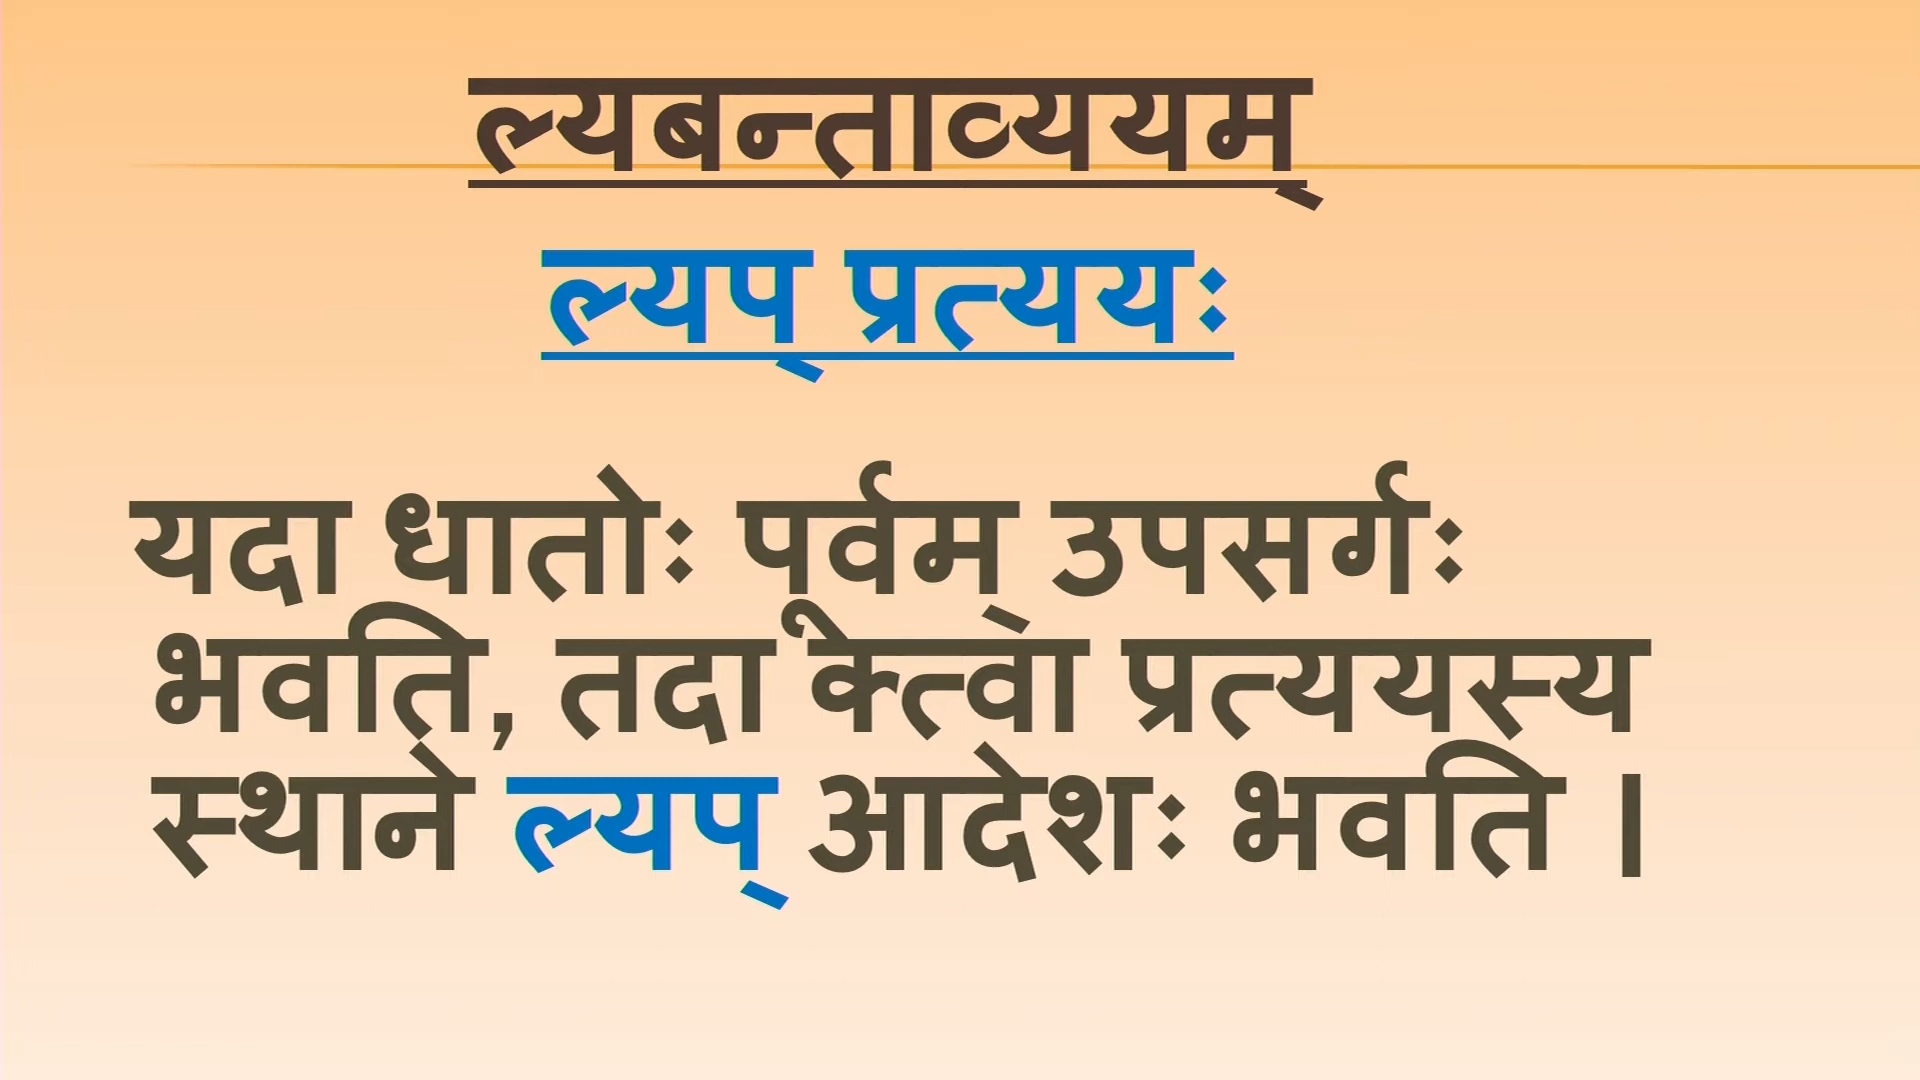 ल्यबन्ताव्ययम्
ल्यप् प्रत्ययः
यदा धातोः पूर्वम् उपसर्गः
भवति, तदा क्त्वा प्रत्ययस्य
स्थाने ल्यप् आदेशः भवति ।